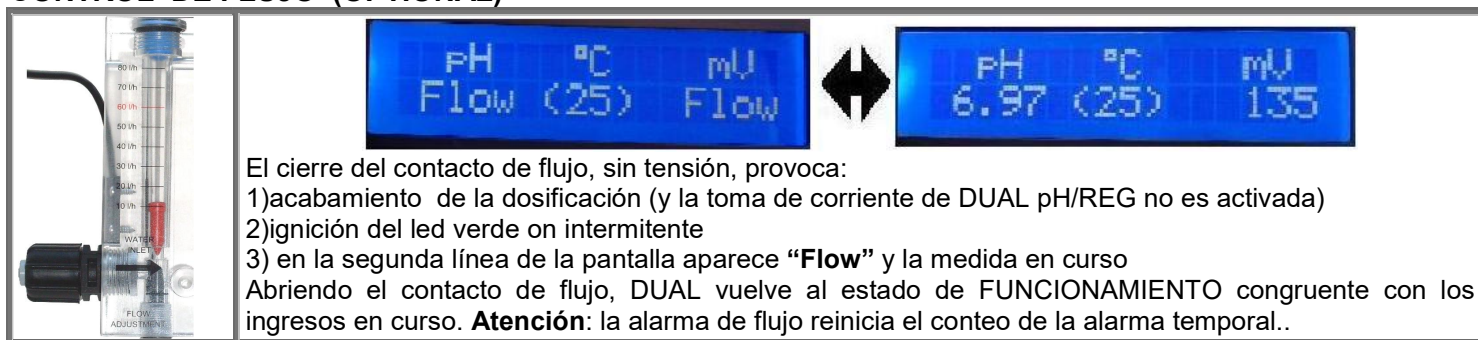 80 l/h
70 l/h
60 l/h
50 l/h
40 l/h
30 l/h
20 l/h
10 l/h
WATER
INLET
FLOW
ADJUSTMENT
pH ºC mV
Flow (25) Flow
pH ºC mV
6.97 (25) 135
El cierre del contacto de flujo, sin tensión, provoca:
1)acabamiento de la dosificación (y la toma de corriente de DUAL pH/REG no es activada)
2)ignición del led verde on intermitente
3) en la segunda línea de la pantalla aparece “Flow” y la medida en curso
Abriendo el contacto de flujo, DUAL vuelve al estado de FUNCIONAMIENTO congruente con los
ingresos en curso. Atención: la alarma de flujo reinicia el conteo de la alarma temporal..